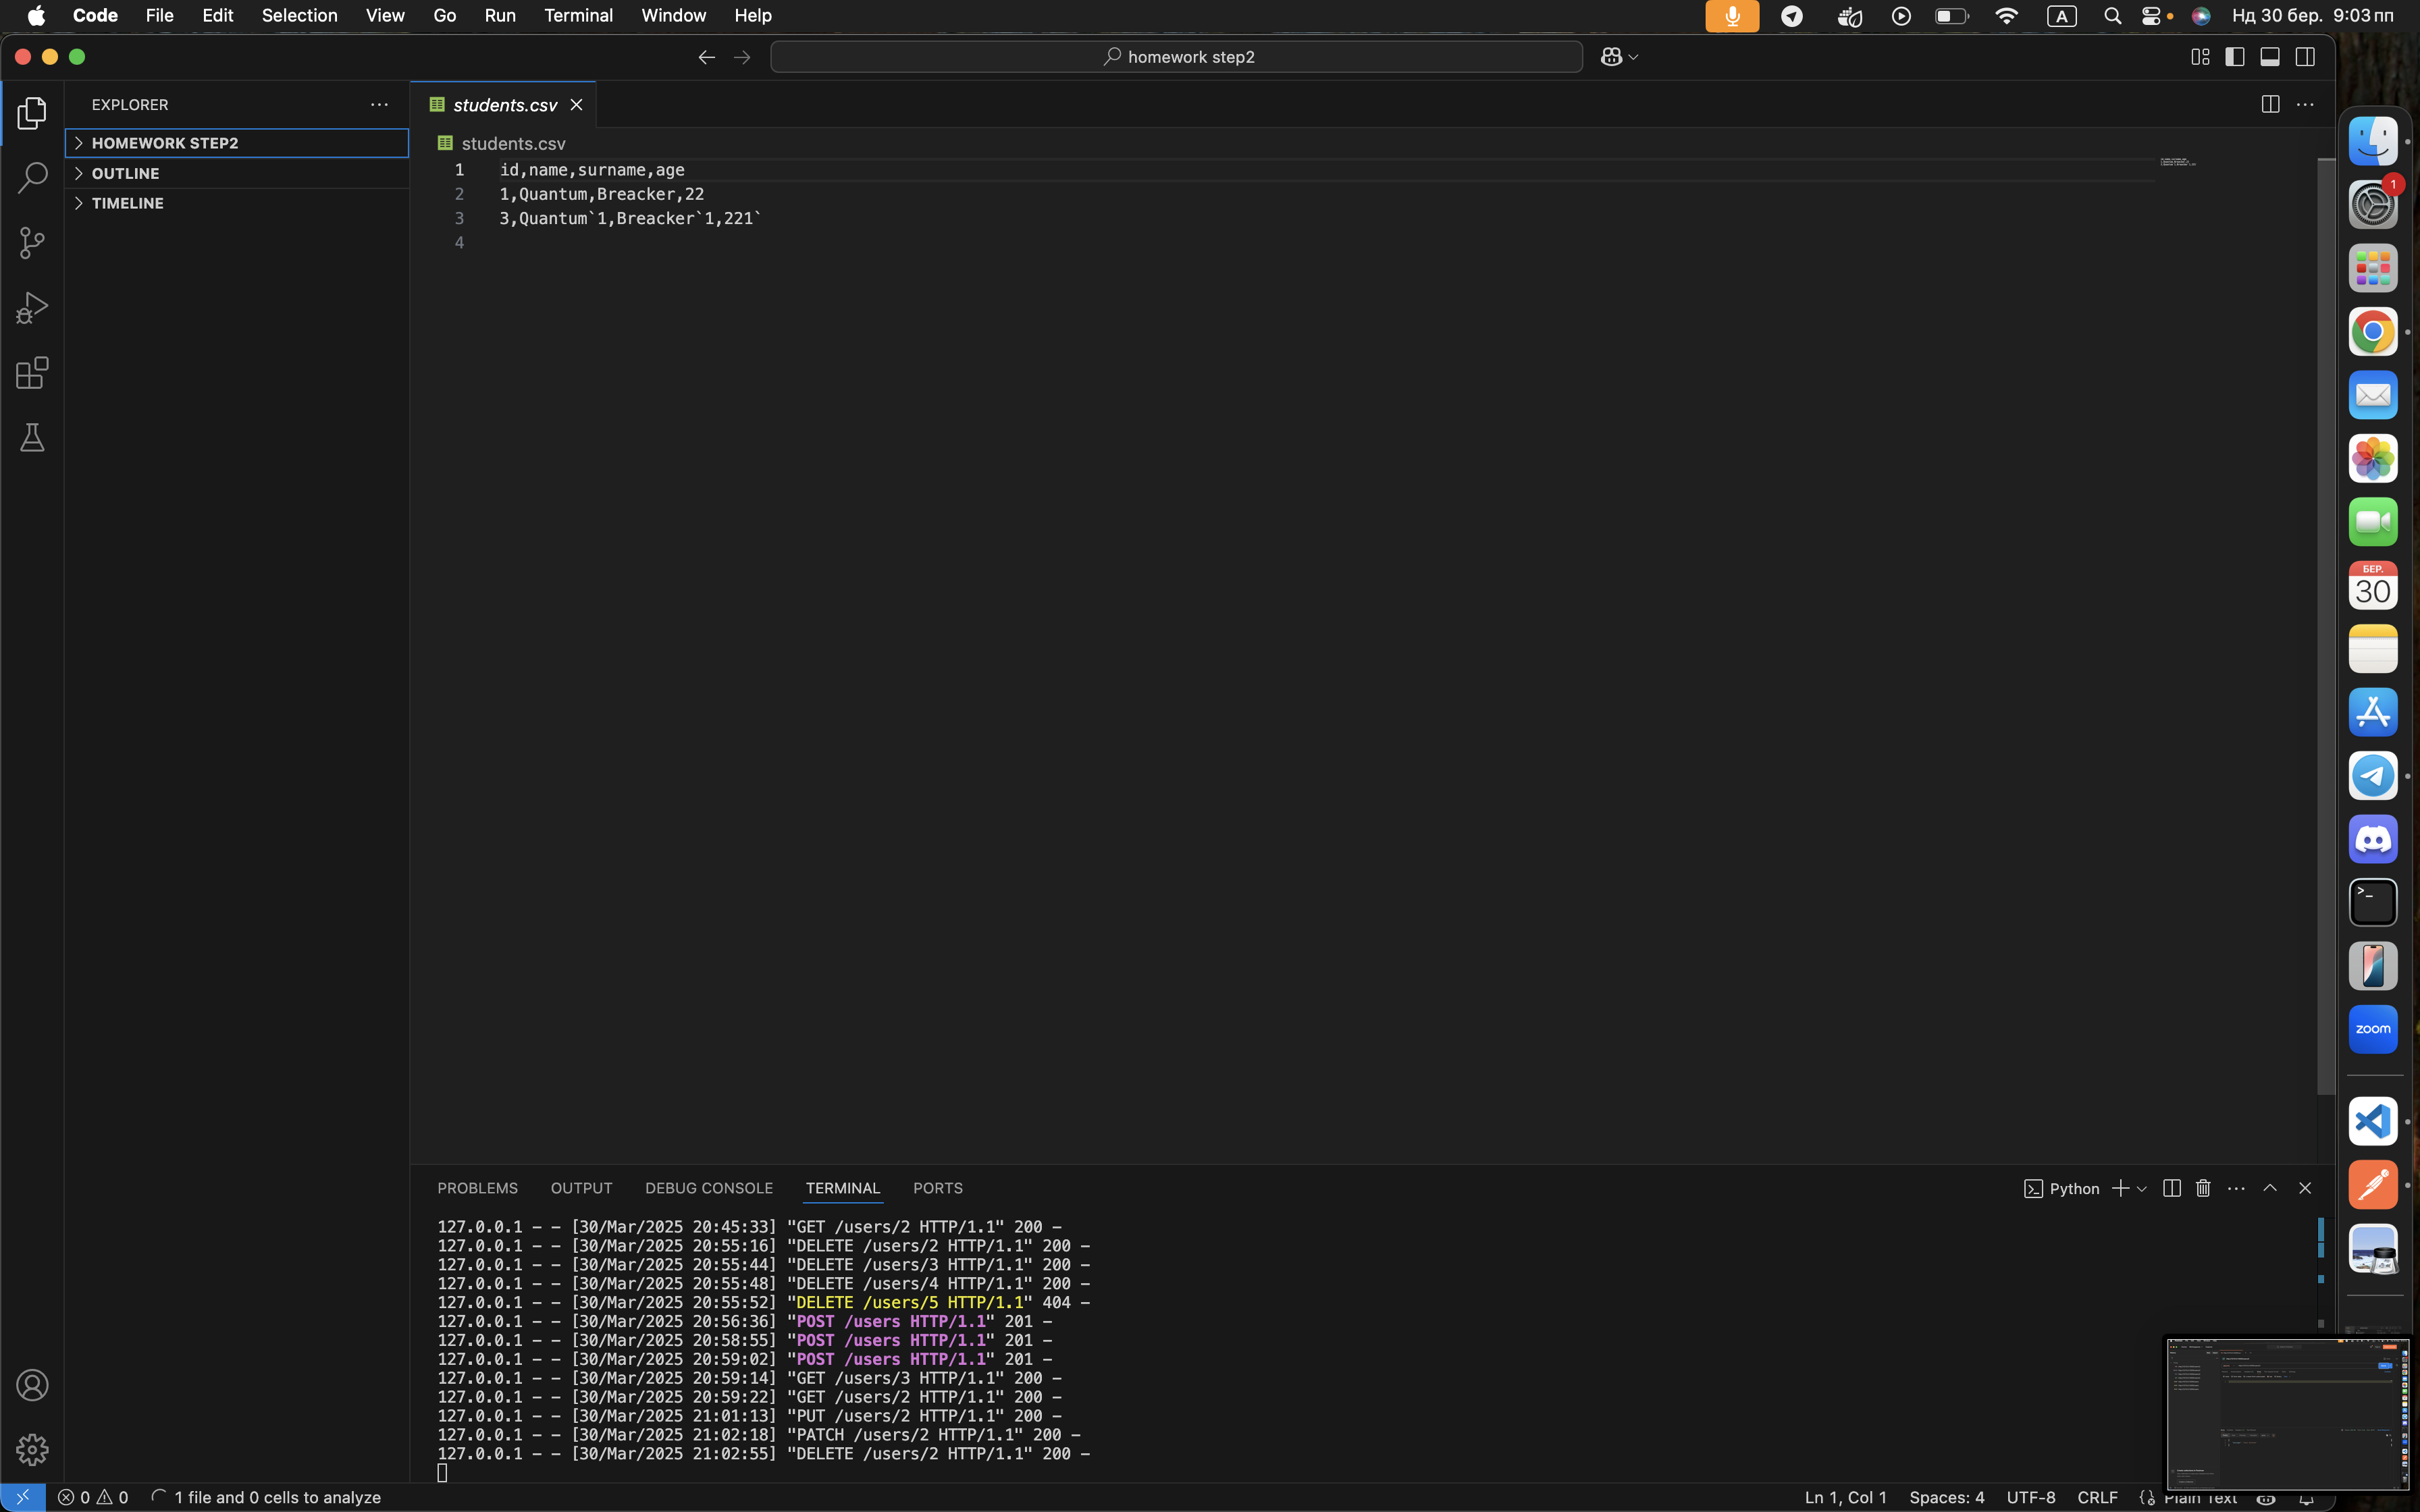 Code File Edit Selection View Go Run Terminal Window Help A Нд 30 бер. 9:03 пп
homework step2
EXPLORER
HOMEWORK STEP2
OUTLINE
TIMELINE
students.csv
students.csv
1 id,name,surname,age
2 1,Quantum,Breacker,22
3 3,Quantum`1,Breacker`1,221`
4
1
БЕР.
30
zoom
PROBLEMS OUTPUT DEBUG CONSOLE TERMINAL PORTS Python
127.0.0.1 - - [30/Mar/2025 20:45:33] "GET /users/2 HTTP/1.1" 200 -
127.0.0.1 - - [30/Mar/2025 20:55:16] "DELETE /users/2 HTTP/1.1" 200 -
127.0.0.1 - - [30/Mar/2025 20:55:44] "DELETE /users/3 HTTP/1.1" 200 -
127.0.0.1 - - [30/Mar/2025 20:55:48] "DELETE /users/4 HTTP/1.1" 200 -
127.0.0.1 - - [30/Mar/2025 20:55:52] "DELETE /users/5 HTTP/1.1" 404 -
127.0.0.1 - - [30/Mar/2025 20:56:36] "POST /users HTTP/1.1" 201 -
127.0.0.1 - - [30/Mar/2025 20:58:55] "POST /users HTTP/1.1" 201 -
127.0.0.1 - - [30/Mar/2025 20:59:02] "POST /users HTTP/1.1" 201 -
127.0.0.1 - - [30/Mar/2025 20:59:14] "GET /users/3 HTTP/1.1" 200 -
127.0.0.1 - - [30/Mar/2025 20:59:22] "GET /users/2 HTTP/1.1" 200 -
127.0.0.1 - - [30/Mar/2025 21:01:13] "PUT /users/2 HTTP/1.1" 200 -
127.0.0.1 - - [30/Mar/2025 21:02:18] "PATCH /users/2 HTTP/1.1" 200 -
127.0.0.1 - - [30/Mar/2025 21:02:55] "DELETE /users/2 HTTP/1.1" 200 -
0 0 1 file and 0 cells to analyze Ln 1, Col 1 Spaces: 4 UTF-8 CRLF Plain Text